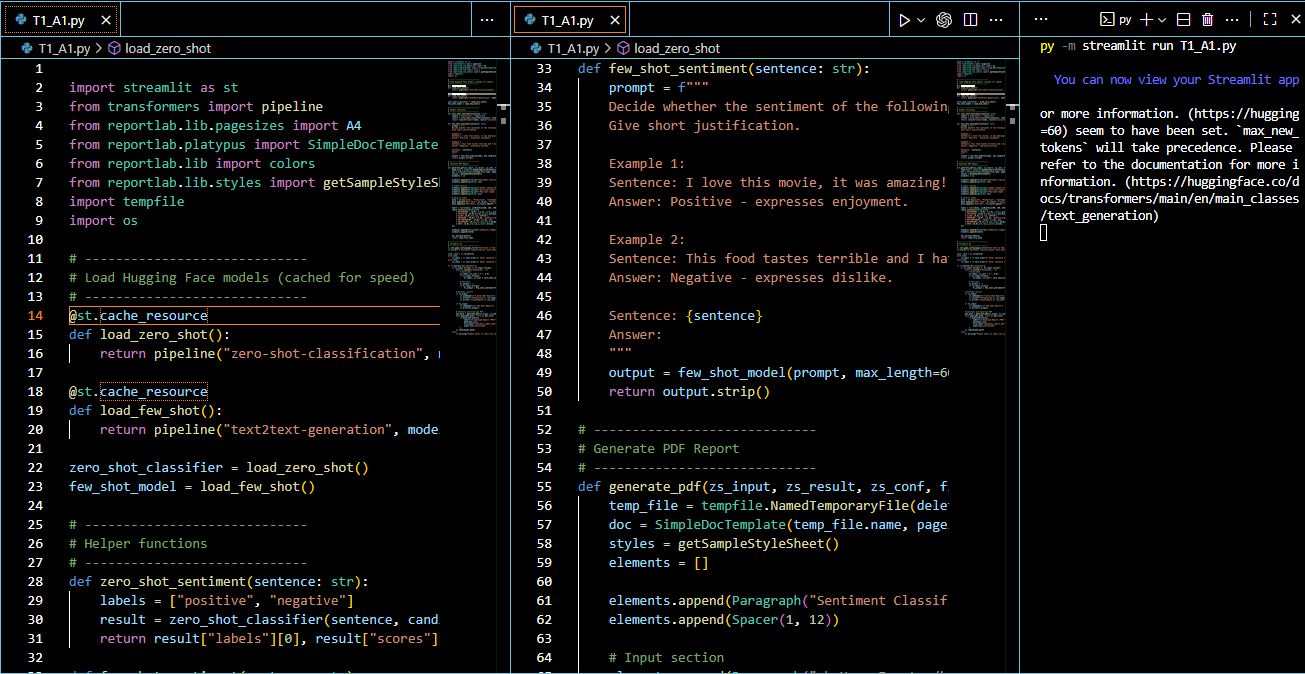 T1_A1.py
T1_A1.py > load_zero_shot
1
2 import streamlit as st
3 from transformers import pipeline
4 from reportlab.lib.pagesizes import A4
5 from reportlab.platypus import SimpleDocTemplate
6 from reportlab.lib import colors
7 from reportlab.lib.styles import getSampleStyleS
8 import tempfile
9 import os
10
11 # -----------------------------
12 # Load Hugging Face models (cached for speed)
13 # -----------------------------
14 @st.cache_resource
15 def load_zero_shot():
16 return pipeline("zero-shot-classification",
17
18 @st.cache_resource
19 def load_few_shot():
20 return pipeline("text2text-generation", mode
21
22 zero_shot_classifier = load_zero_shot()
23 few_shot_model = load_few_shot()
24
25 # -----------------------------
26 # Helper functions
27 # -----------------------------
28 def zero_shot_sentiment(sentence: str):
29 labels = ["positive", "negative"]
30 result = zero_shot_classifier(sentence, cand
31 return result["labels"][0], result["scores"]
32
T1_A1.py
T1_A1.py > load_zero_shot
33 def few_shot_sentiment(sentence: str):
34 prompt = f"""
35 Decide whether the sentiment of the followin
36 Give short justification.
37
38 Example 1:
39 Sentence: I love this movie, it was amazing!
40 Answer: Positive - expresses enjoyment.
41
42 Example 2:
43 Sentence: This food tastes terrible and I ha
44 Answer: Negative - expresses dislike.
45
46 Sentence: {sentence}
47 Answer:
48 """
49 output = few_shot_model(prompt, max_length=60
50 return output.strip()
51
52 # -----------------------------
53 # Generate PDF Report
54 # -----------------------------
55 def generate_pdf(zs_input, zs_result, zs_conf, f
56 temp_file = tempfile.NamedTemporaryFile(dele
57 doc = SimpleDocTemplate(temp_file.name, page
58 styles = getSampleStyleSheet()
59 elements = []
60
61 elements.append(Paragraph("Sentiment Classif
62 elements.append(Spacer(1, 12))
63
64 # Input section
py
py -m streamlit run T1_A1.py
You can now view your Streamlit app
or more information. (https://hugging
=60) seem to have been set. `max_new_
tokens` will take precedence. Please
refer to the documentation for more i
nformation. (https://huggingface.co/d
ocs/transformers/main/en/main_classes
/text_generation)